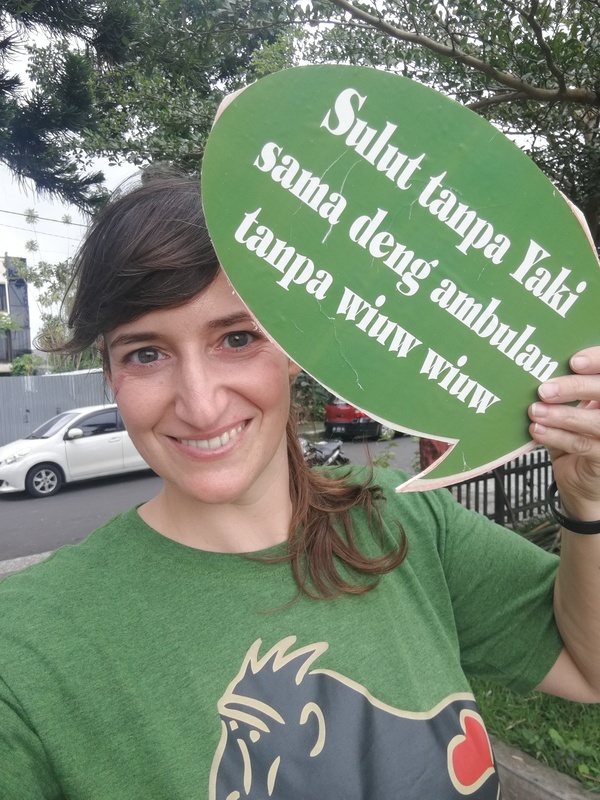 Sulut tanpa Yaki
sama deng ambulan
tanpa wiuw wiuw